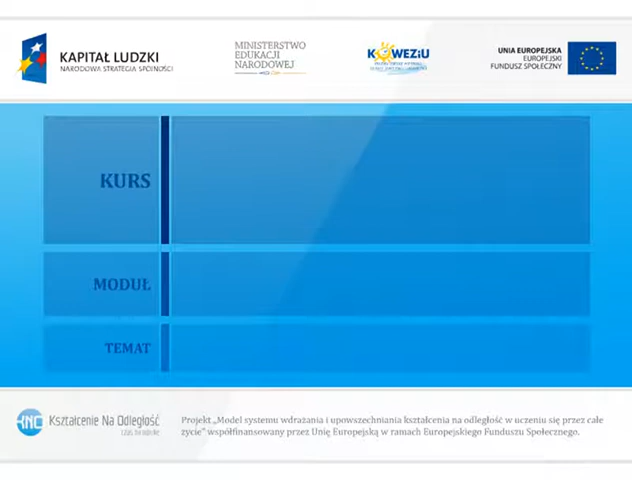 KAPITAŁ LUDZKI
NARODOWA STRATEGIA SPÓJNOŚCI
MINISTERSTWO
EDUKACJI
NARODOWEJ
KOWEZiU
UNIA EUROPEJSKA
EUROPEJSKI
FUNDUSZ SPOŁECZNY
KURS
MODUŁ
TEMAT
KNO
Kształcenie Na Odległość
Projekt „Model systemu wdrażania i upowszechniania kształcenia na odległość w uczeniu się przez całe
życie” współfinansowany przez Unię Europejską w ramach Europejskiego Funduszu Społecznego.